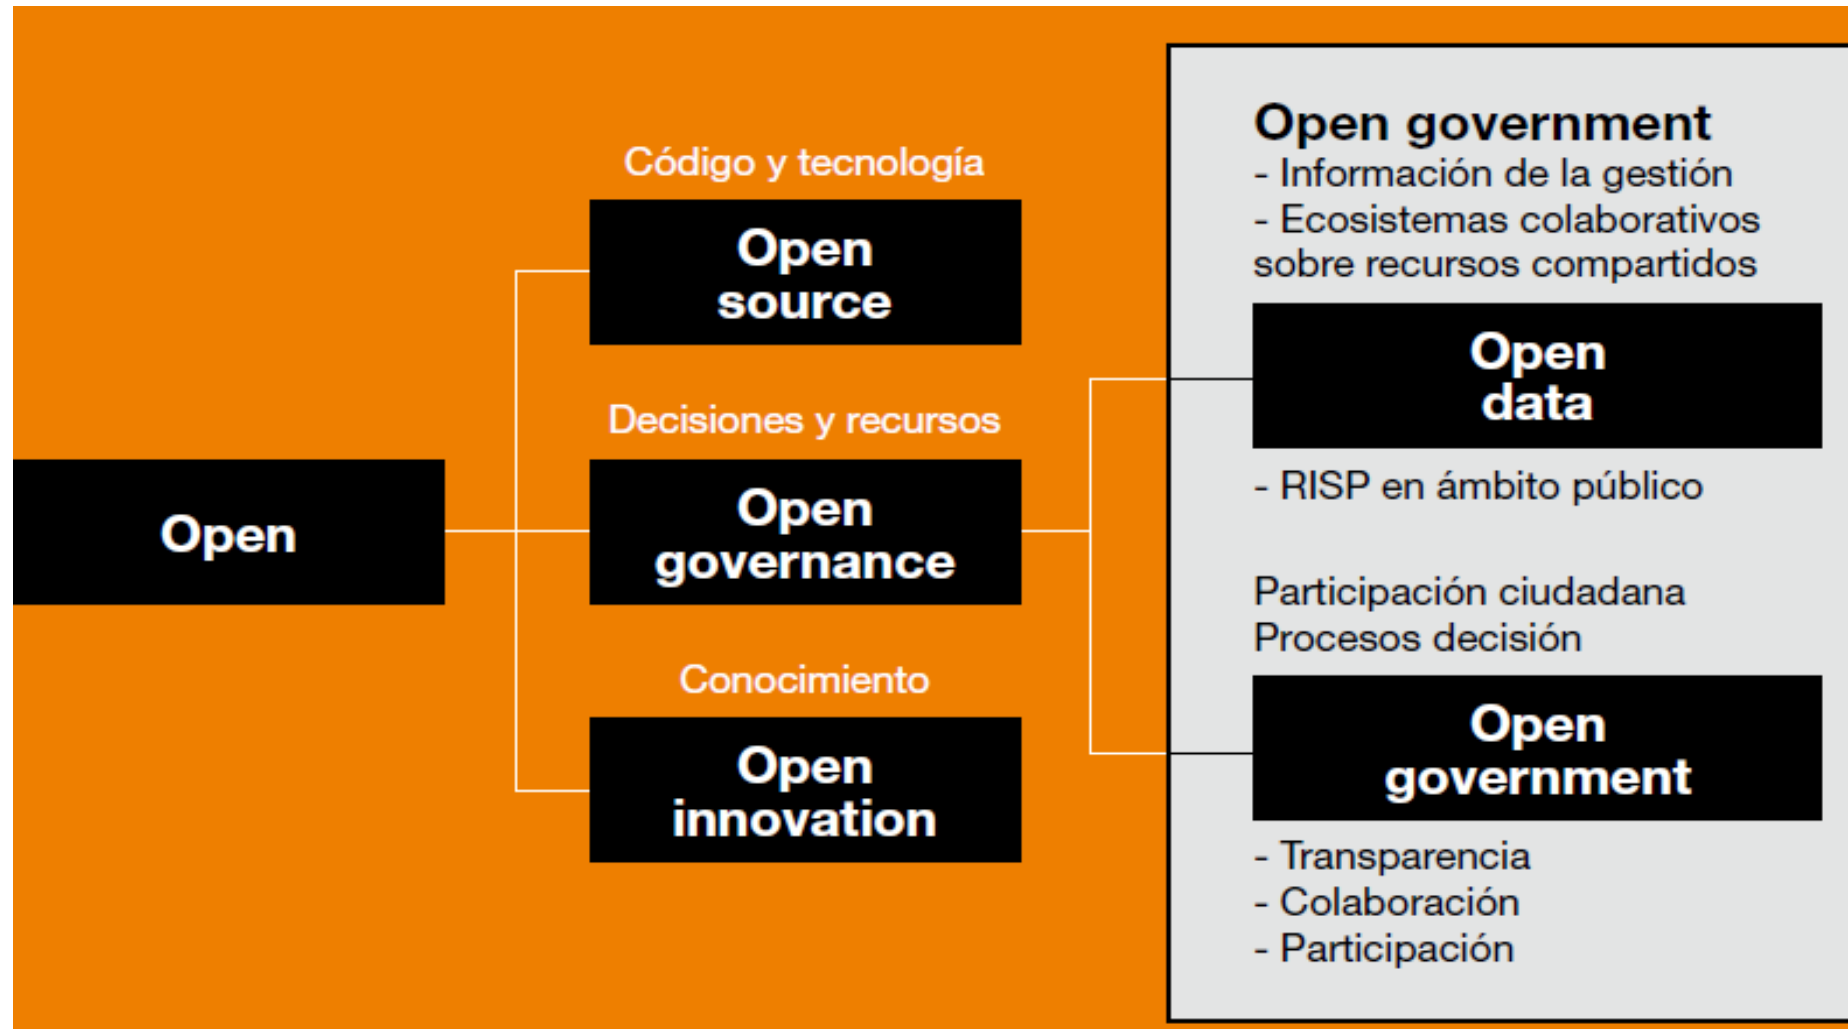 Open
Código y tecnología
Open
source
Decisiones y recursos
Open
governance
Conocimiento
Open
innovation
Open government
- Información de la gestión
- Ecosistemas colaborativos
sobre recursos compartidos
Open
data
- RISP en ámbito público
Participación ciudadana
Procesos decisión
Open
government
- Transparencia
- Colaboración
- Participación